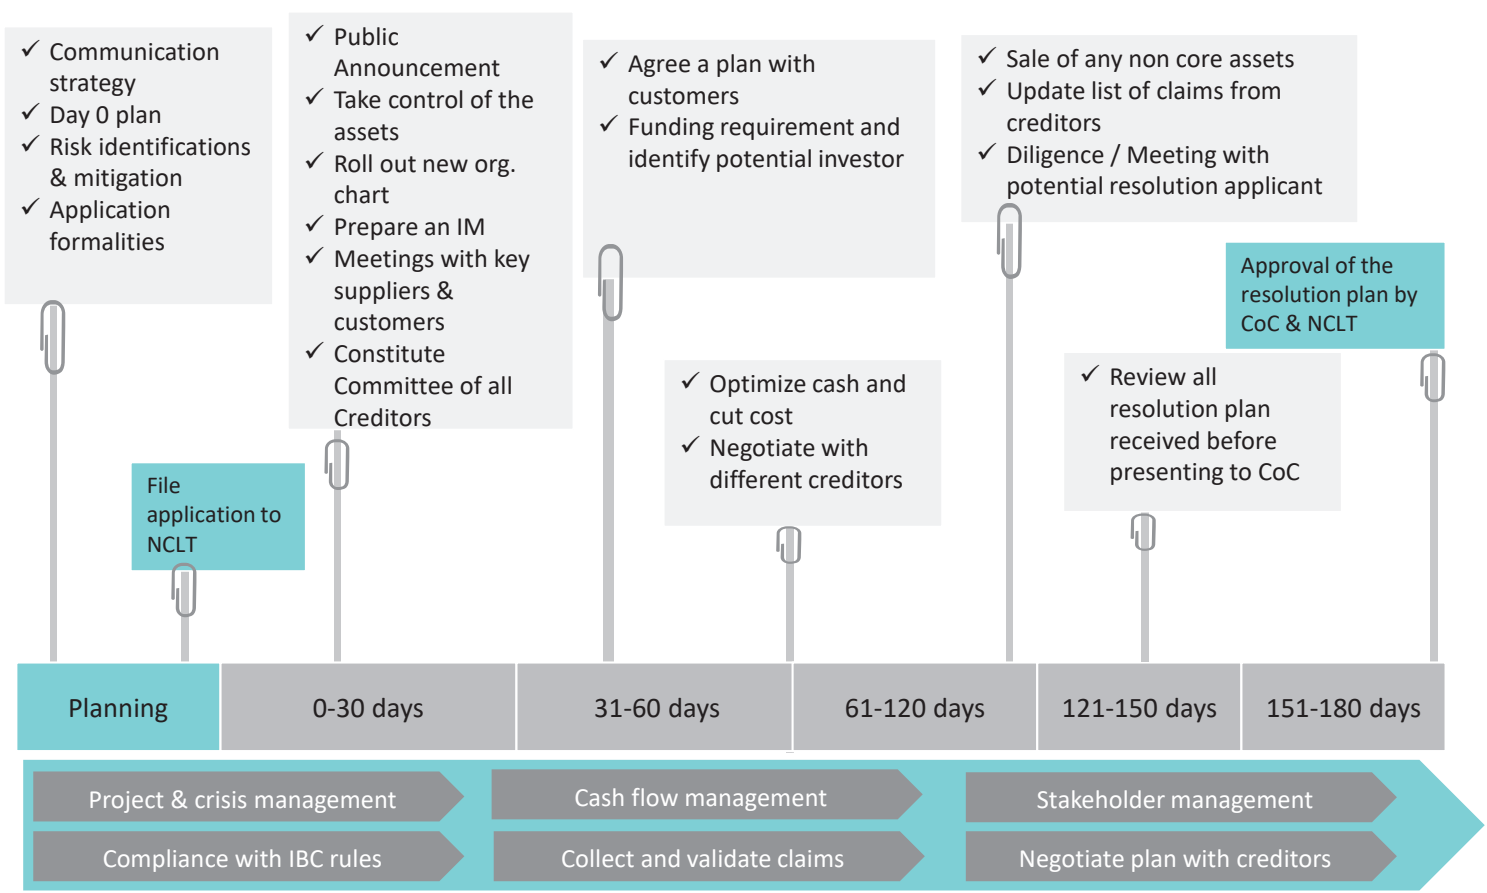 ✓ Communication
strategy
✓ Day 0 plan
✓ Risk identifications
& mitigation
✓ Application
formalities
File
application to
NCLT
✓ Public
Announcement
✓ Take control of the
assets
✓ Roll out new org.
chart
✓ Prepare an IM
✓ Meetings with key
suppliers &
customers
✓ Constitute
Committee of all
Creditors
✓ Agree a plan with
customers
✓ Funding requirement and
identify potential investor
✓ Optimize cash and
cut cost
✓ Negotiate with
different creditors
✓ Sale of any non core assets
✓ Update list of claims from
creditors
✓ Diligence / Meeting with
potential resolution applicant
✓ Review all
resolution plan
received before
presenting to CoC
Approval of the
resolution plan by
CoC & NCLT
Planning
0-30 days
31-60 days
61-120 days
121-150 days
151-180 days
Project & crisis management
Cash flow management
Stakeholder management
Compliance with IBC rules
Collect and validate claims
Negotiate plan with creditors